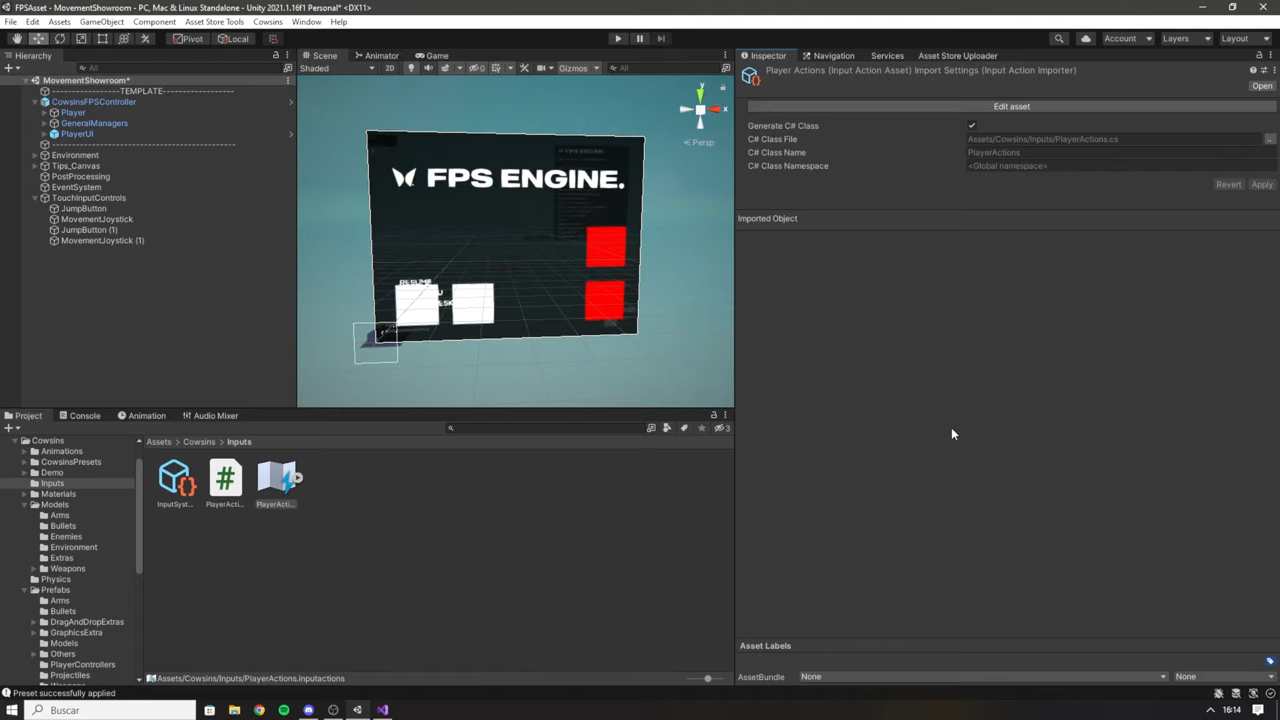 FPSAsset - MovementShowroom - PC, Mac & Linux Standalone - Unity 2021.1.16f1 Personal* <DX11>
File Edit Assets GameObject Component Asset Store Tools Cowsins Window Help
Pivot Local Account Layers Layout
Hierarchy
All
MovementShowroom*
-----------------TEMPLATE------------------
CowsinsFPSController
Player
GeneralManagers
PlayerUI
--------------------------------------------
Environment
Tips_Canvas
PostProcessing
EventSystem
TouchInputControls
JumpButton
MovementJoystick
JumpButton (1)
MovementJoystick (1)
Scene Animator Game
Shaded 2D 0 Gizmos All
y
x
Persp
FPS ENGINE.
RESUME
Inspector Navigation Services Asset Store Uploader
Player Actions (Input Action Asset) Import Settings (Input Action Importer)
Open
Edit asset
Generate C# Class
C# Class File Assets/Cowsins/Inputs/PlayerActions.cs
C# Class Name PlayerActions
C# Class Namespace <Global namespace>
Revert Apply
Imported Object
Asset Labels
AssetBundle None None
Project Console Animation Audio Mixer
3
Cowsins
Animations
CowsinsPresets
Demo
Inputs
Materials
Models
Arms
Bullets
Enemies
Environment
Extras
Weapons
Physics
Prefabs
Arms
Bullets
DragAndDropExtras
GraphicsExtra
Models
Others
PlayerControllers
Projectiles
Assets > Cowsins > Inputs
InputSyst... PlayerActi... PlayerActi...
Assets/Cowsins/Inputs/PlayerActions.inputactions
Preset successfully applied
Buscar
16:14